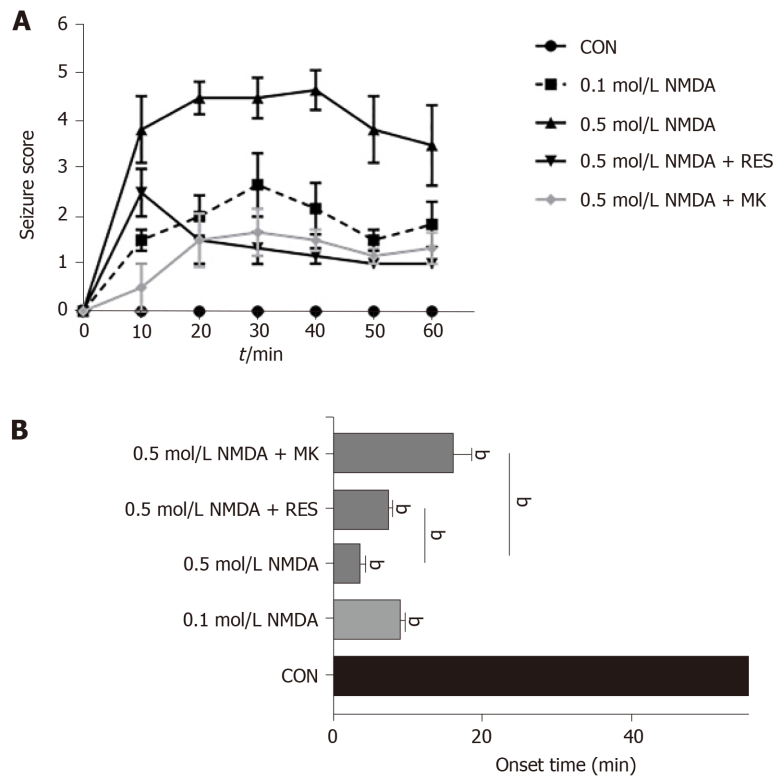 A
6
5
4
3
2
1
0
Seizure score
0 10 20 30 40 50 60
t/min
CON
0.1 mol/L NMDA
0.5 mol/L NMDA
0.5 mol/L NMDA + RES
0.5 mol/L NMDA + MK
B
0.5 mol/L NMDA + MK
b
b
0.5 mol/L NMDA + RES
b
b
0.5 mol/L NMDA
b
0.1 mol/L NMDA
b
CON
0 20 40
Onset time (min)